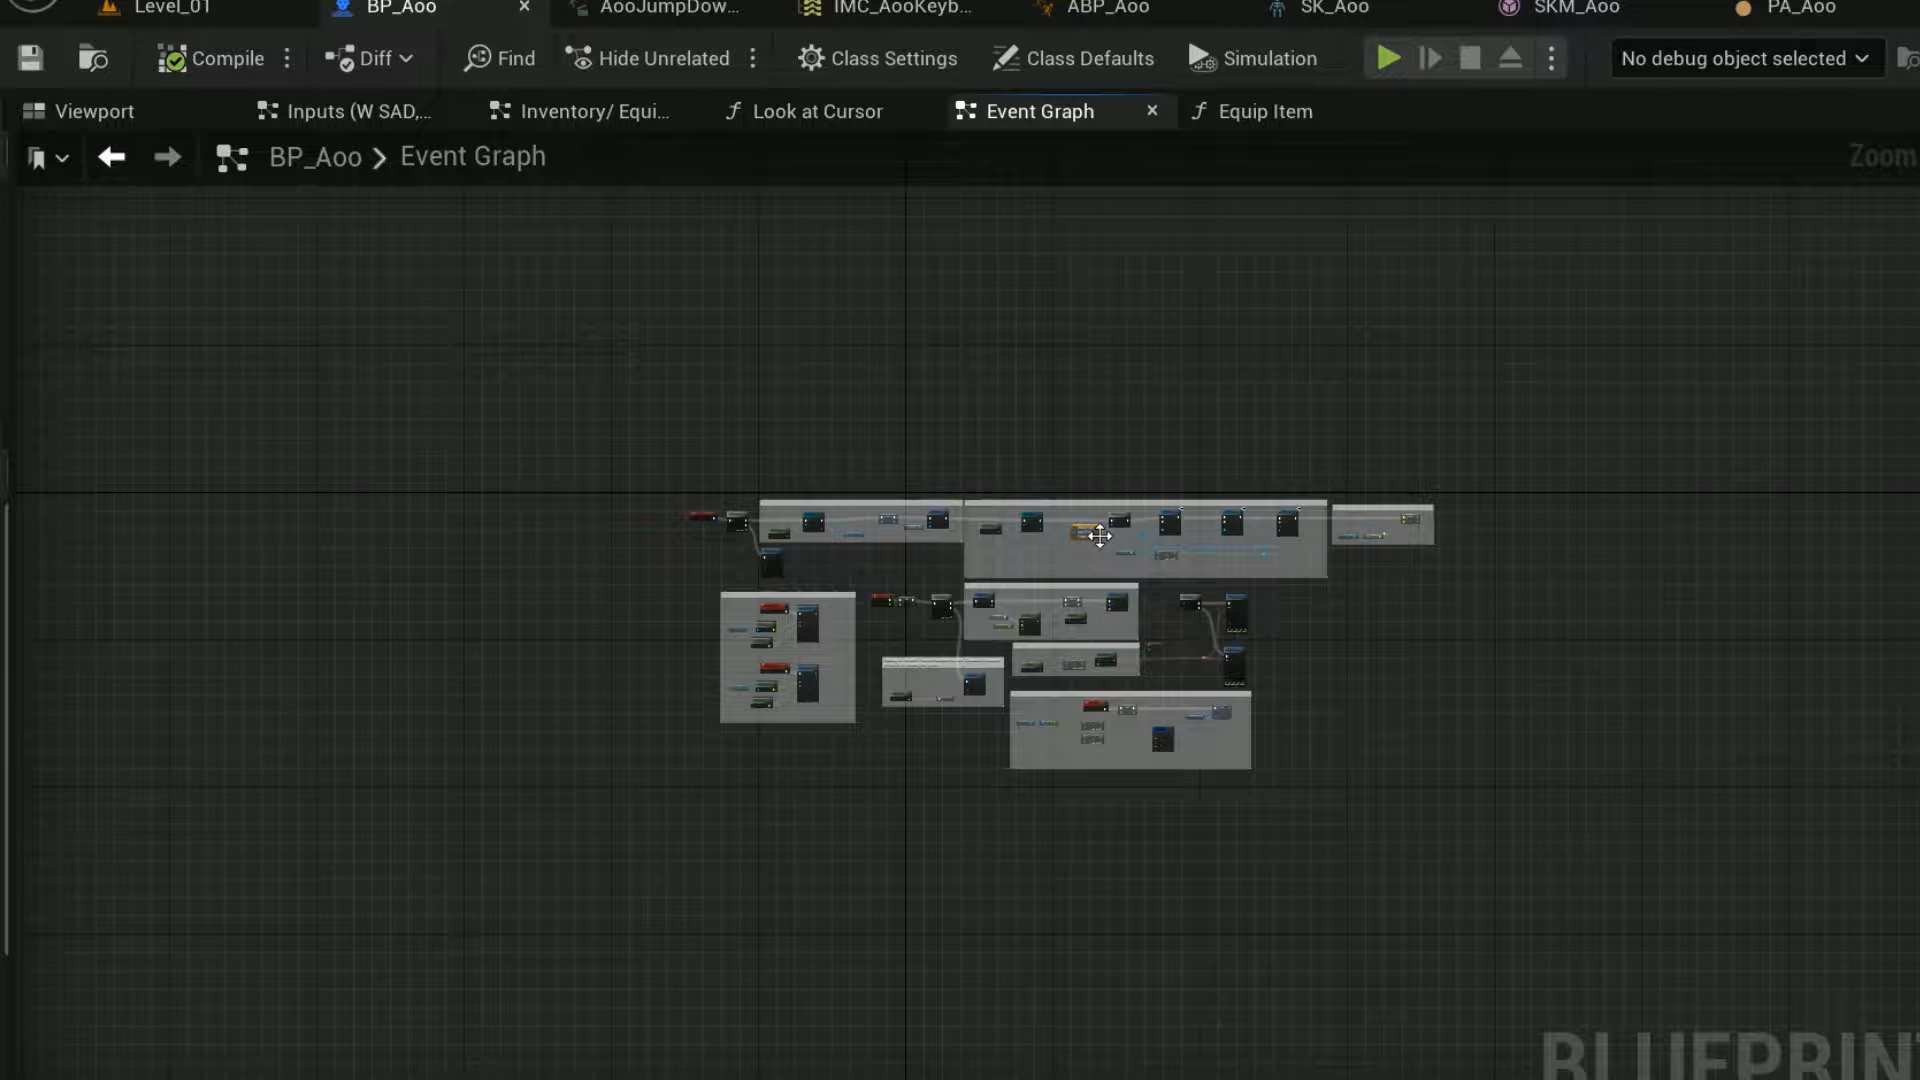 Level_01
BP_Aoo
AooJumpDow...
IMC_AooKeyb...
ABP_Aoo
SK_Aoo
SKM_Aoo
PA_Aoo
Compile
Diff
Find
Hide Unrelated
Class Settings
Class Defaults
Simulation
No debug object selected
Viewport
Inputs (W SAD,...
Inventory/ Equi...
Look at Cursor
Event Graph
Equip Item
BP_Aoo
Event Graph
Zoom
BLUEPRIN